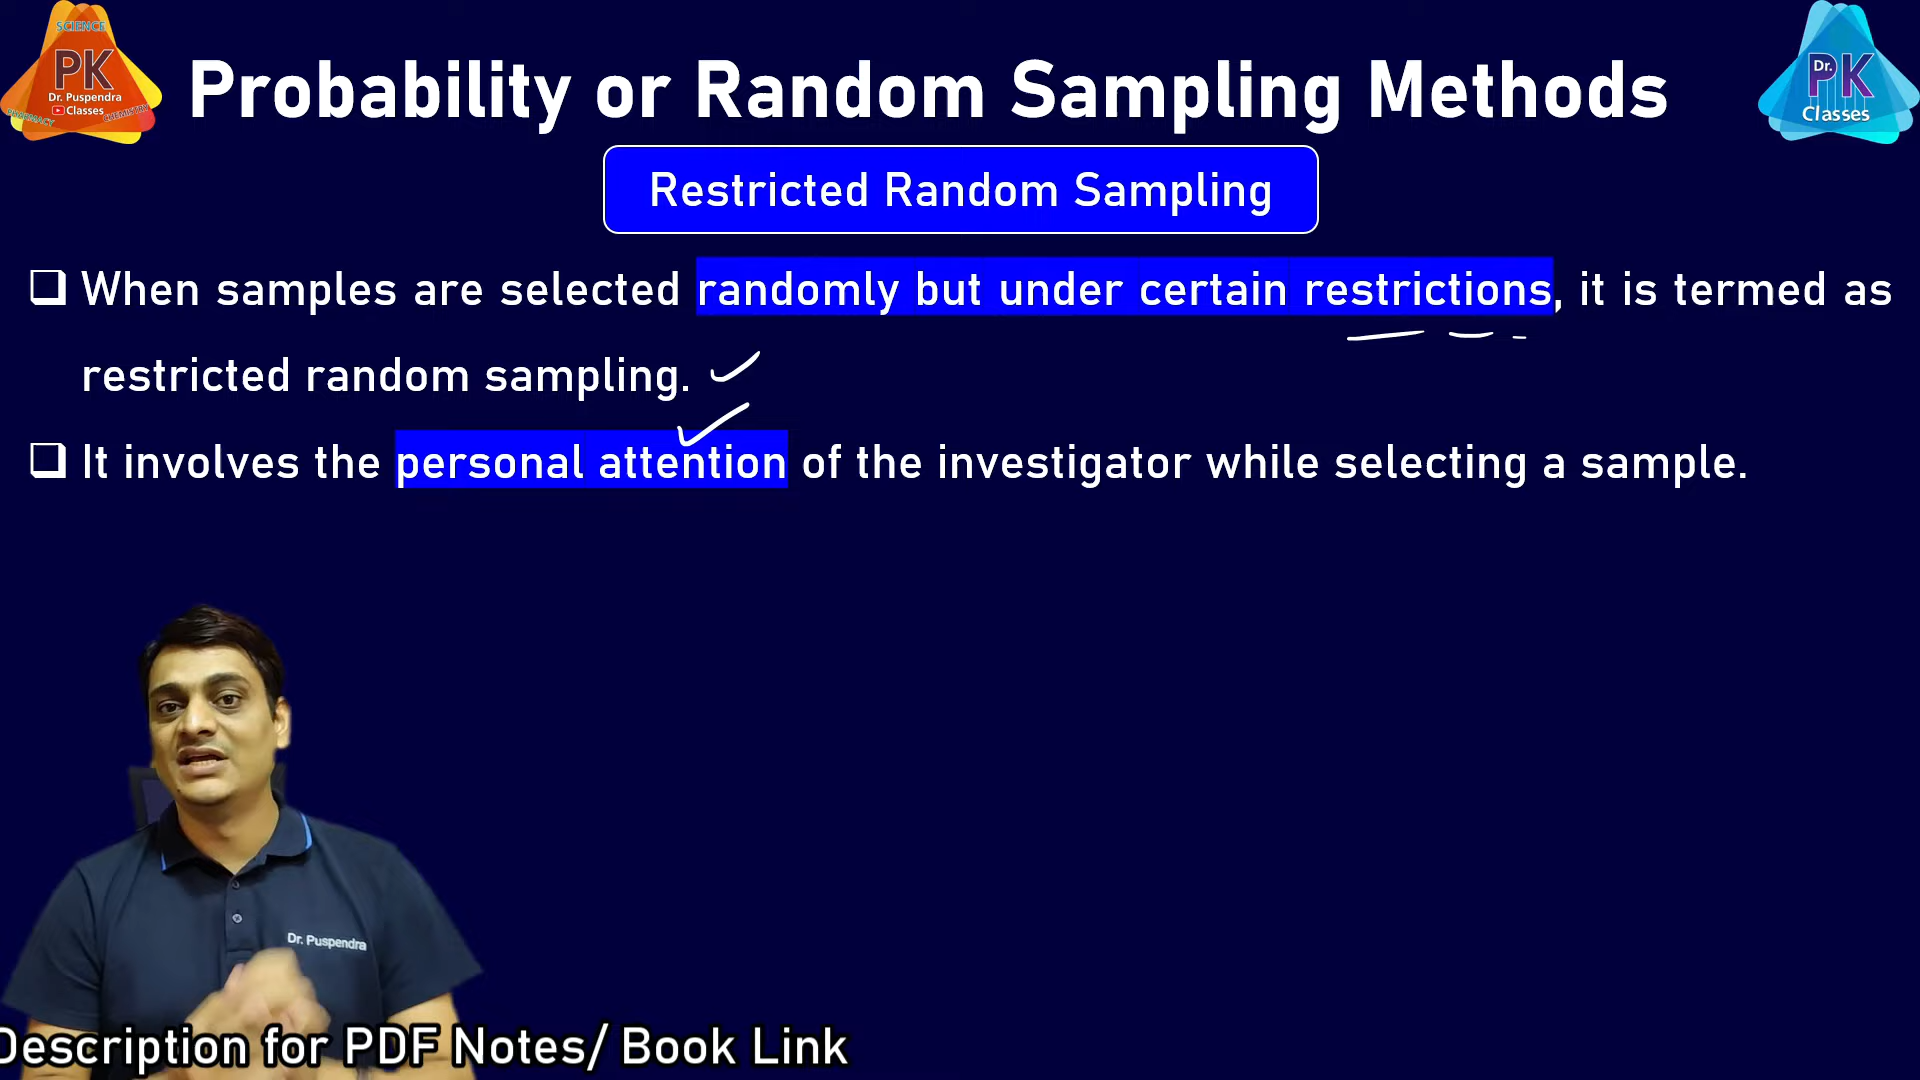 SCIENCE
PK
Dr. Puspendra
Classes
PHARMACY
CHEMISTRY
Probability or Random Sampling Methods
Dr.
PK
Classes
Restricted Random Sampling
❑ When samples are selected randomly but under certain restrictions, it is termed as
restricted random sampling.
❑ It involves the personal attention of the investigator while selecting a sample.
Dr. Puspendra
Description for PDF Notes/ Book Link